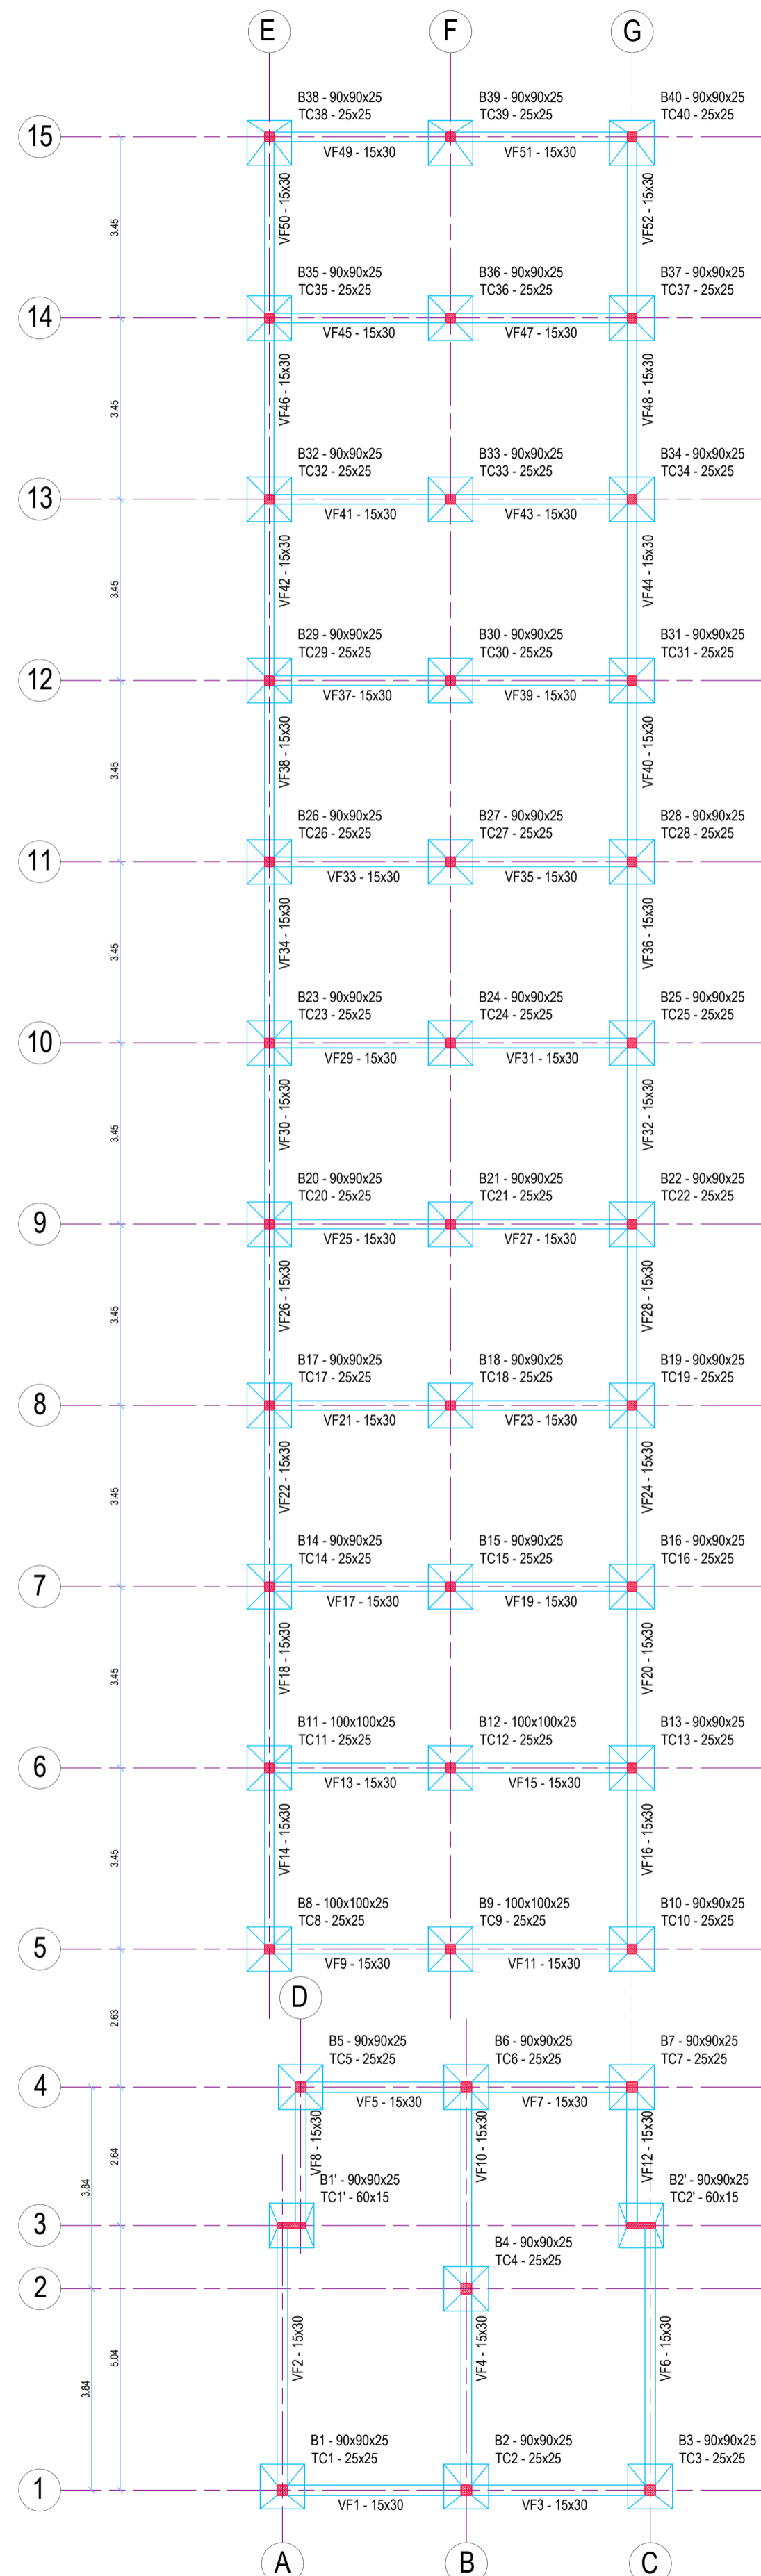 E F G
B38 - 90x90x25 B39 - 90x90x25 B40 - 90x90x25
TC38 - 25x25 TC39 - 25x25 TC40 - 25x25
15
VF49 - 15x30 VF51 - 15x30
VF50 - 15x30 VF52 - 15x30
3.45
B35 - 90x90x25 B36 - 90x90x25 B37 - 90x90x25
TC35 - 25x25 TC36 - 25x25 TC37 - 25x25
14
VF45 - 15x30 VF47 - 15x30
VF46 - 15x30 VF48 - 15x30
3.45
B32 - 90x90x25 B33 - 90x90x25 B34 - 90x90x25
TC32 - 25x25 TC33 - 25x25 TC34 - 25x25
13
VF41 - 15x30 VF43 - 15x30
VF42 - 15x30 VF44 - 15x30
3.45
B29 - 90x90x25 B30 - 90x90x25 B31 - 90x90x25
TC29 - 25x25 TC30 - 25x25 TC31 - 25x25
12
VF37- 15x30 VF39 - 15x30
VF38 - 15x30 VF40 - 15x30
3.45
B26 - 90x90x25 B27 - 90x90x25 B28 - 90x90x25
TC26 - 25x25 TC27 - 25x25 TC28 - 25x25
11
VF33 - 15x30 VF35 - 15x30
VF34 - 15x30 VF36 - 15x30
3.45
B23 - 90x90x25 B24 - 90x90x25 B25 - 90x90x25
TC23 - 25x25 TC24 - 25x25 TC25 - 25x25
10
VF29 - 15x30 VF31 - 15x30
VF30 - 15x30 VF32 - 15x30
3.45
B20 - 90x90x25 B21 - 90x90x25 B22 - 90x90x25
TC20 - 25x25 TC21 - 25x25 TC22 - 25x25
9
VF25 - 15x30 VF27 - 15x30
VF26 - 15x30 VF28 - 15x30
3.45
B17 - 90x90x25 B18 - 90x90x25 B19 - 90x90x25
TC17 - 25x25 TC18 - 25x25 TC19 - 25x25
8
VF21 - 15x30 VF23 - 15x30
VF22 - 15x30 VF24 - 15x30
3.45
B14 - 90x90x25 B15 - 90x90x25 B16 - 90x90x25
TC14 - 25x25 TC15 - 25x25 TC16 - 25x25
7
VF17 - 15x30 VF19 - 15x30
VF18 - 15x30 VF20 - 15x30
3.45
B11 - 100x100x25 B12 - 100x100x25 B13 - 90x90x25
TC11 - 25x25 TC12 - 25x25 TC13 - 25x25
6
VF13 - 15x30 VF15 - 15x30
VF14 - 15x30 VF16 - 15x30
3.45
B8 - 100x100x25 B9 - 100x100x25 B10 - 90x90x25
TC8 - 25x25 TC9 - 25x25 TC10 - 25x25
5
VF9 - 15x30 VF11 - 15x30
D
2.63
B5 - 90x90x25 B6 - 90x90x25 B7 - 90x90x25
TC5 - 25x25 TC6 - 25x25 TC7 - 25x25
4
VF5 - 15x30 VF7 - 15x30
VF8 - 15x30 VF10 - 15x30 VF12 - 15x30
2.64
3.84
B1' - 90x90x25 B2' - 90x90x25
TC1' - 60x15 TC2' - 60x15
3
B4 - 90x90x25
TC4 - 25x25
2
VF2 - 15x30 VF4 - 15x30 VF6 - 15x30
5.04
3.84
B1 - 90x90x25 B2 - 90x90x25 B3 - 90x90x25
TC1 - 25x25 TC2 - 25x25 TC3 - 25x25
1
VF1 - 15x30 VF3 - 15x30
A B C